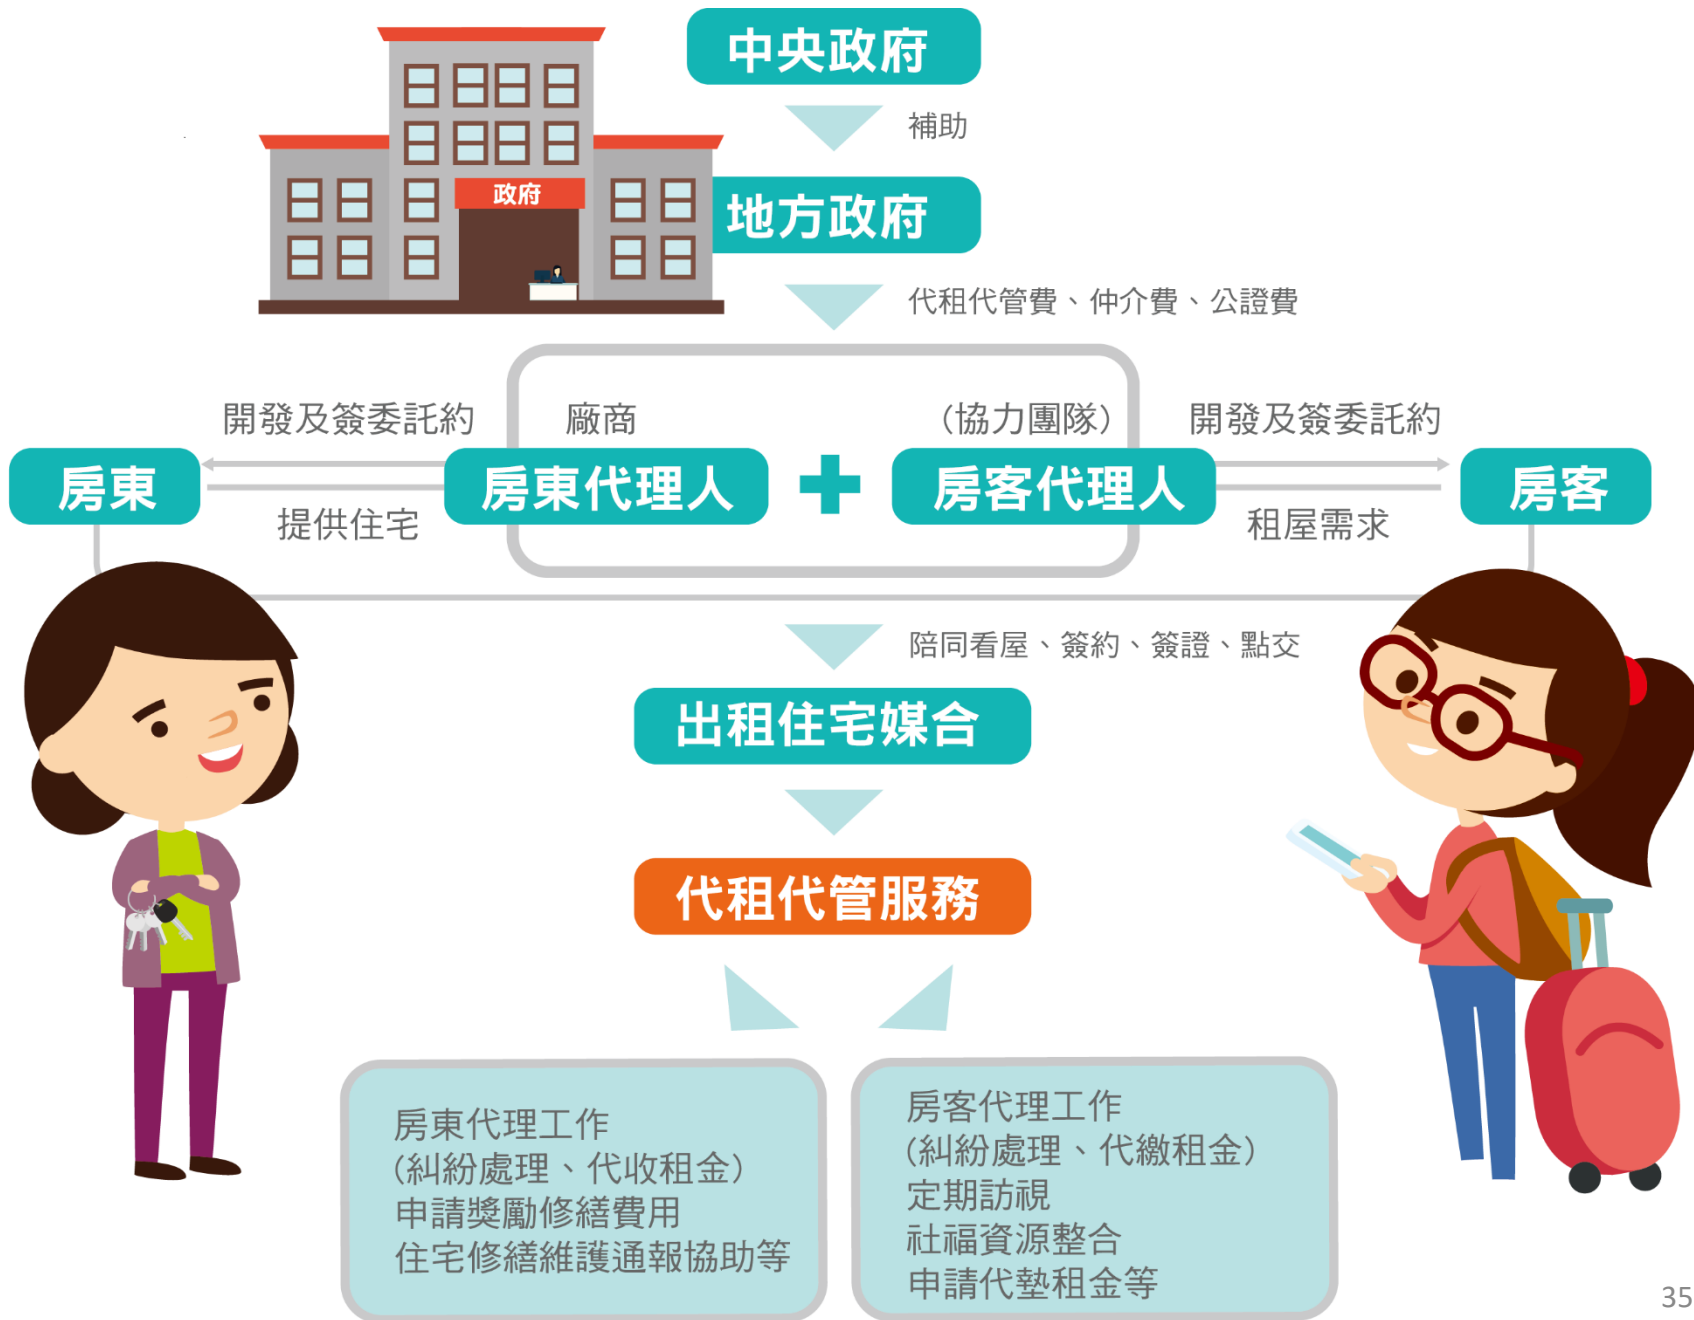 中央政府
補助
政府
地方政府
代租代管費、仲介費、公證費
開發及簽委託約
廠商
(協力團隊)
開發及簽委託約
房東
房東代理人
房客代理人
房客
提供住宅
租屋需求
陪同看屋、簽約、簽證、點交
出租住宅媒合
代租代管服務
房東代理工作
(糾紛處理、代收租金)
申請獎勵修繕費用
住宅修繕維護通報協助等
房客代理工作
(糾紛處理、代繳租金)
定期訪視
社福資源整合
申請代墊租金等
35